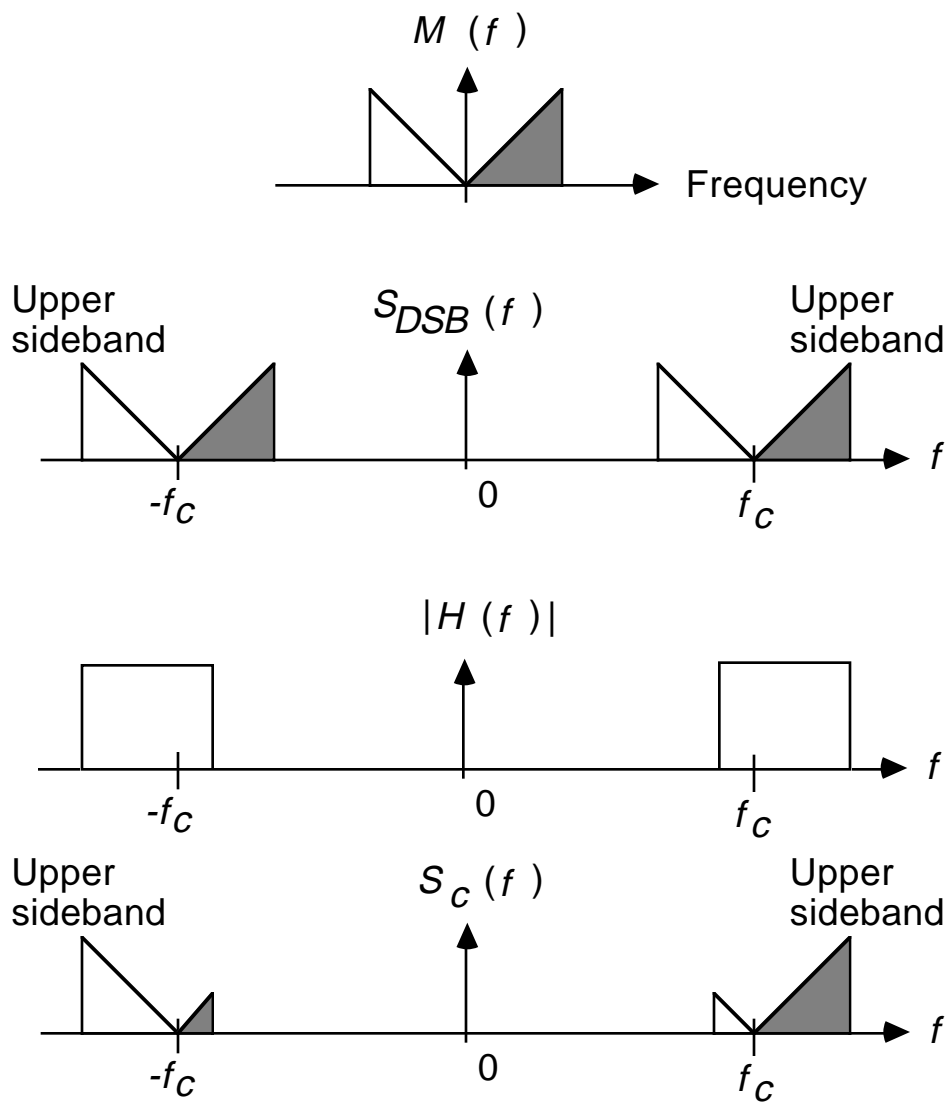 M (f )
Frequency
Upper
sideband
S_DSB (f )
Upper
sideband
f
-f_c
0
f_c
|H (f )|
f
-f_c
0
f_c
Upper
sideband
S_c (f )
Upper
sideband
f
-f_c
0
f_c